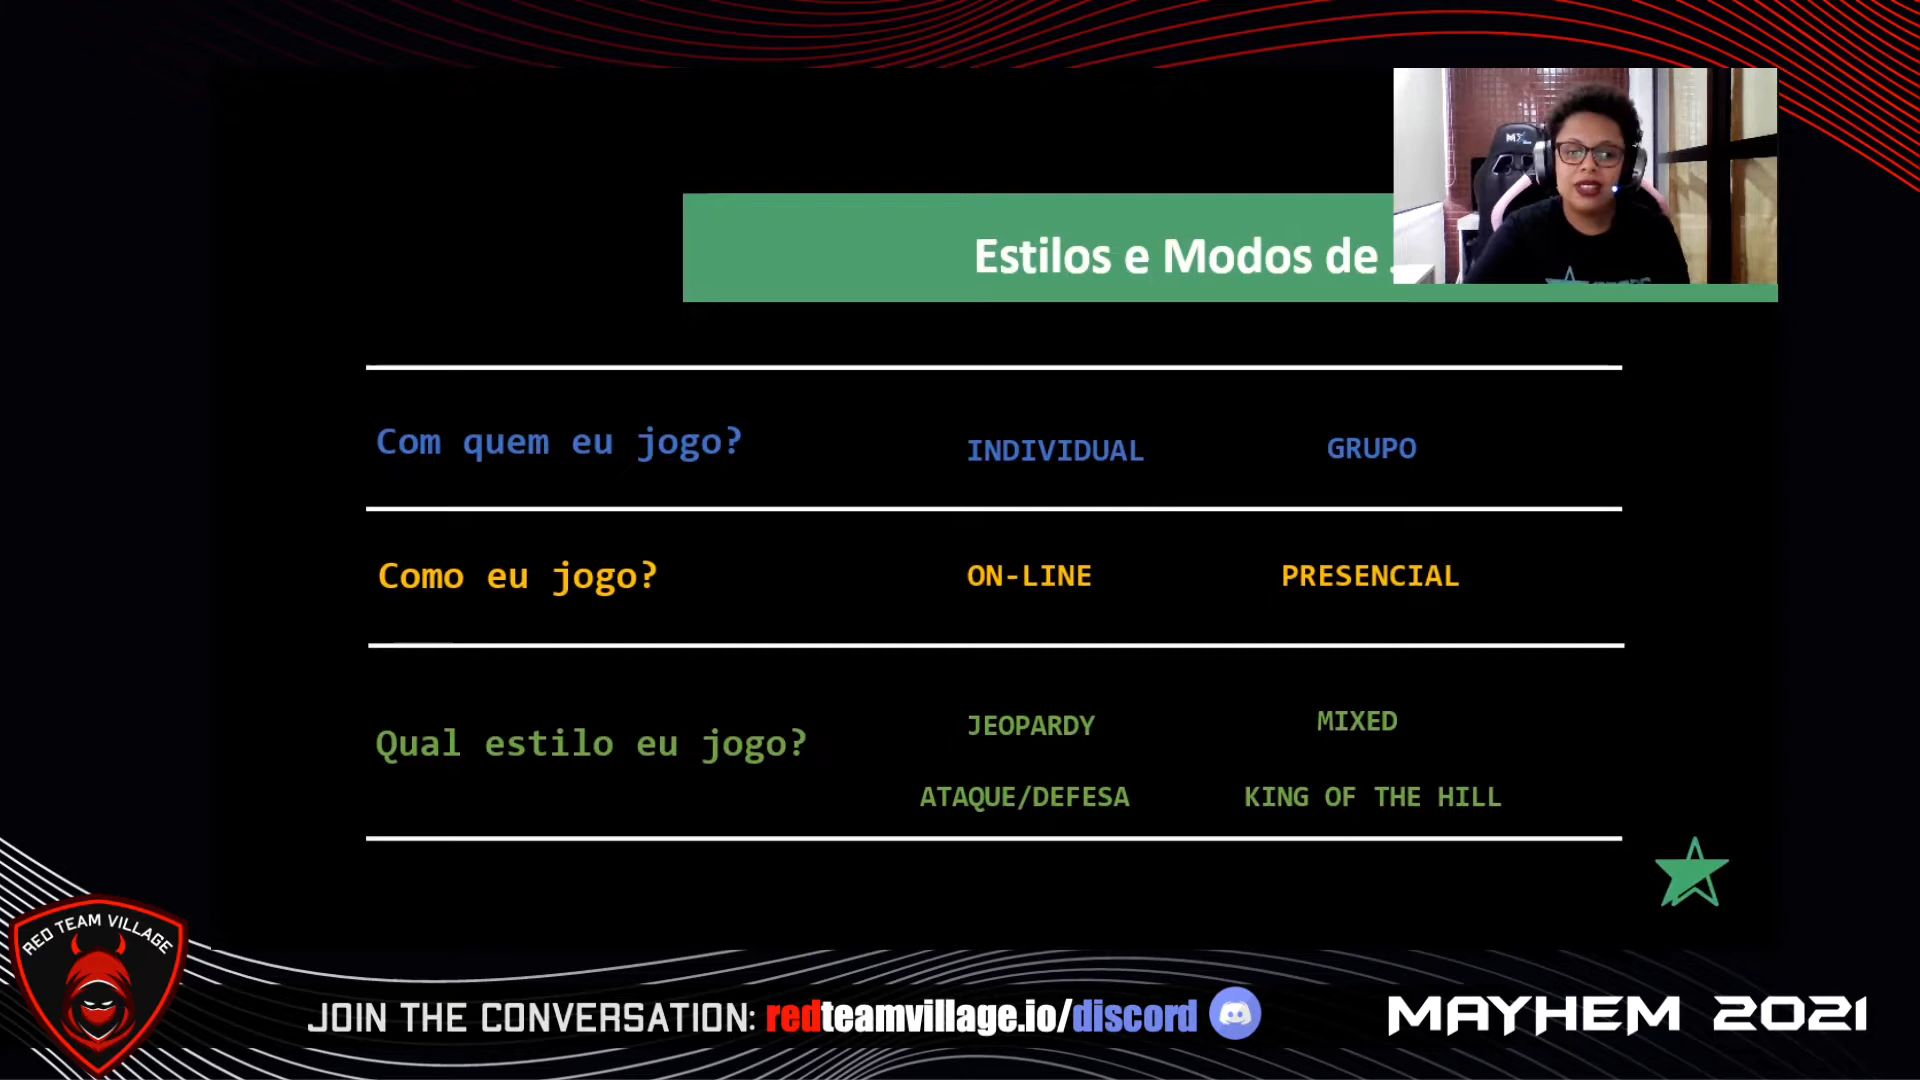 Estilos e Modos de
Com quem eu jogo? INDIVIDUAL GRUPO
Como eu jogo? ON-LINE PRESENCIAL
Qual estilo eu jogo?
JEOPARDY MIXED
ATAQUE/DEFESA KING OF THE HILL
RED TEAM VILLAGE
JOIN THE CONVERSATION: redteamvillage.io/discord
MAYHEM 2021